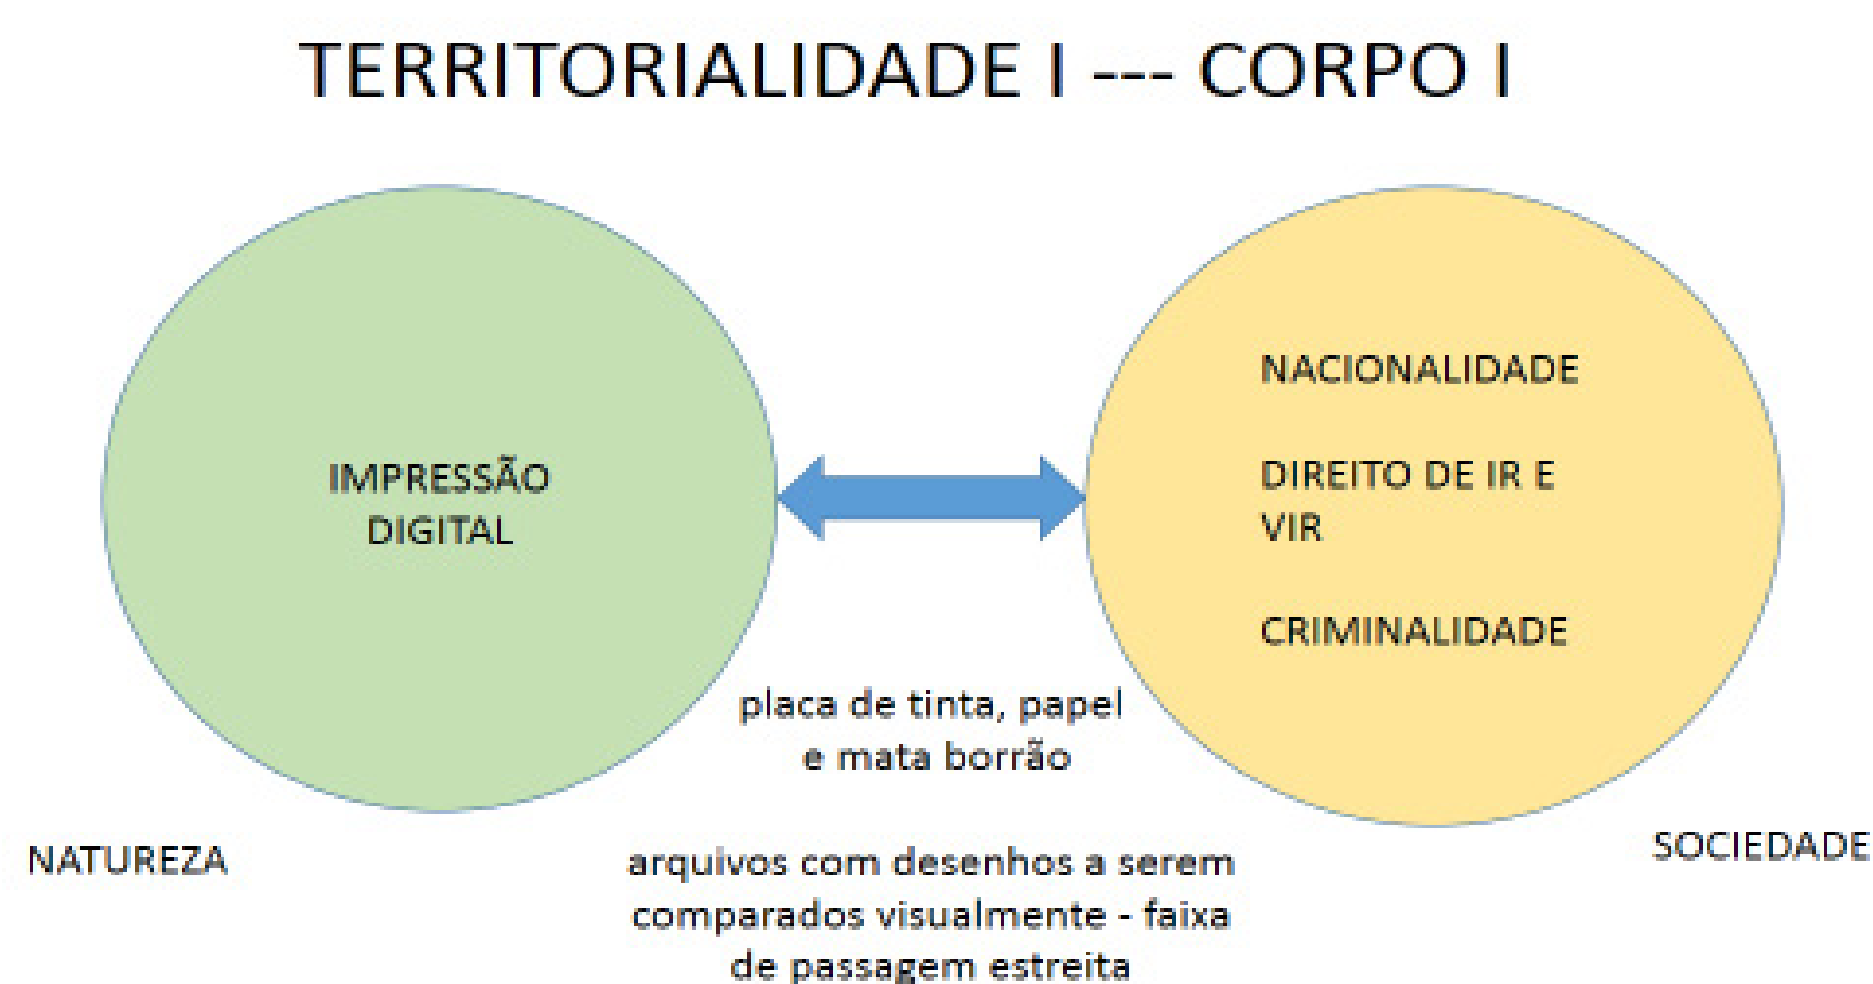 TERRITORIALIDADE I --- CORPO I
IMPRESSÃO
DIGITAL
NACIONALIDADE
DIREITO DE IR E
VIR
CRIMINALIDADE
placa de tinta, papel
e mata borrão
NATUREZA
SOCIEDADE
arquivos com desenhos a serem
comparados visualmente - faixa
de passagem estreita